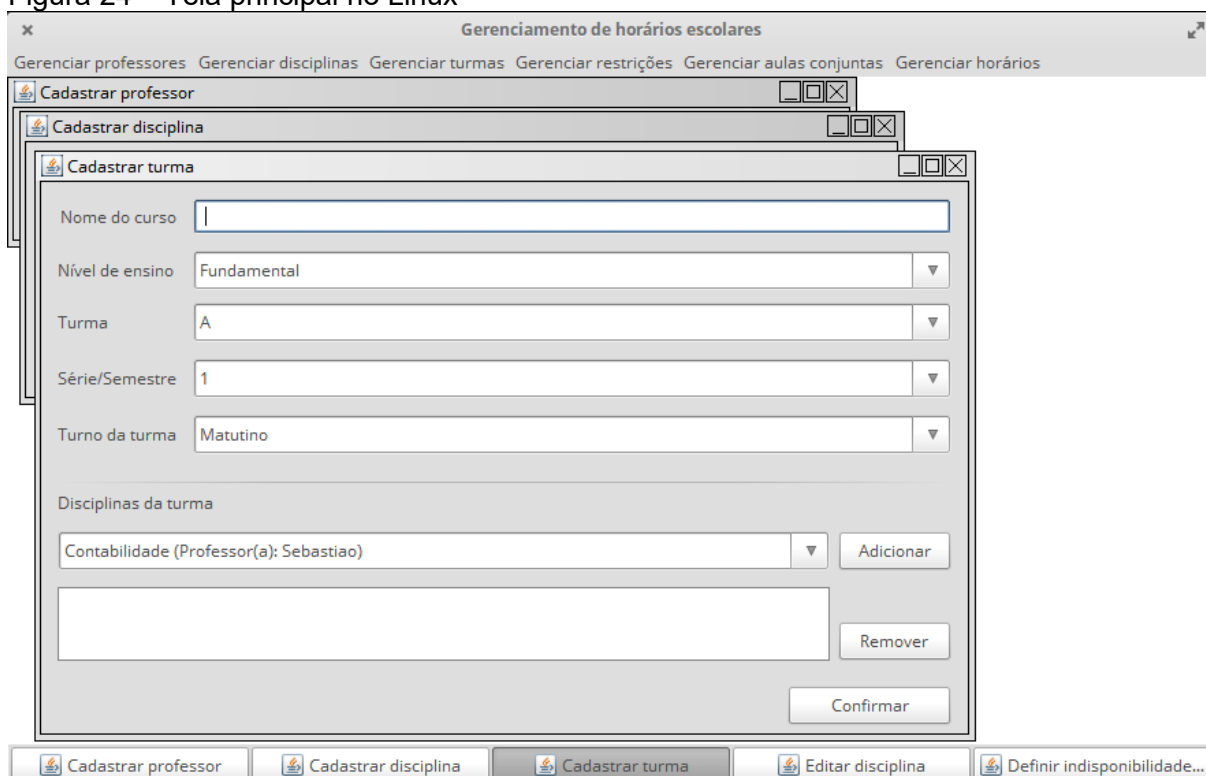 Figura 24 – Tela principal no Linux
Gerenciamento de horários escolares
Gerenciar professores Gerenciar disciplinas Gerenciar turmas Gerenciar restrições Gerenciar aulas conjuntas Gerenciar horários
Cadastrar professor
Cadastrar disciplina
Cadastrar turma
Nome do curso
Nível de ensino Fundamental
Turma A
Série/Semestre 1
Turno da turma Matutino
Disciplinas da turma
Contabilidade (Professor(a): Sebastiao) Adicionar
Remover
Confirmar
Cadastrar professor Cadastrar disciplina Cadastrar turma Editar disciplina Definir indisponibilidade...